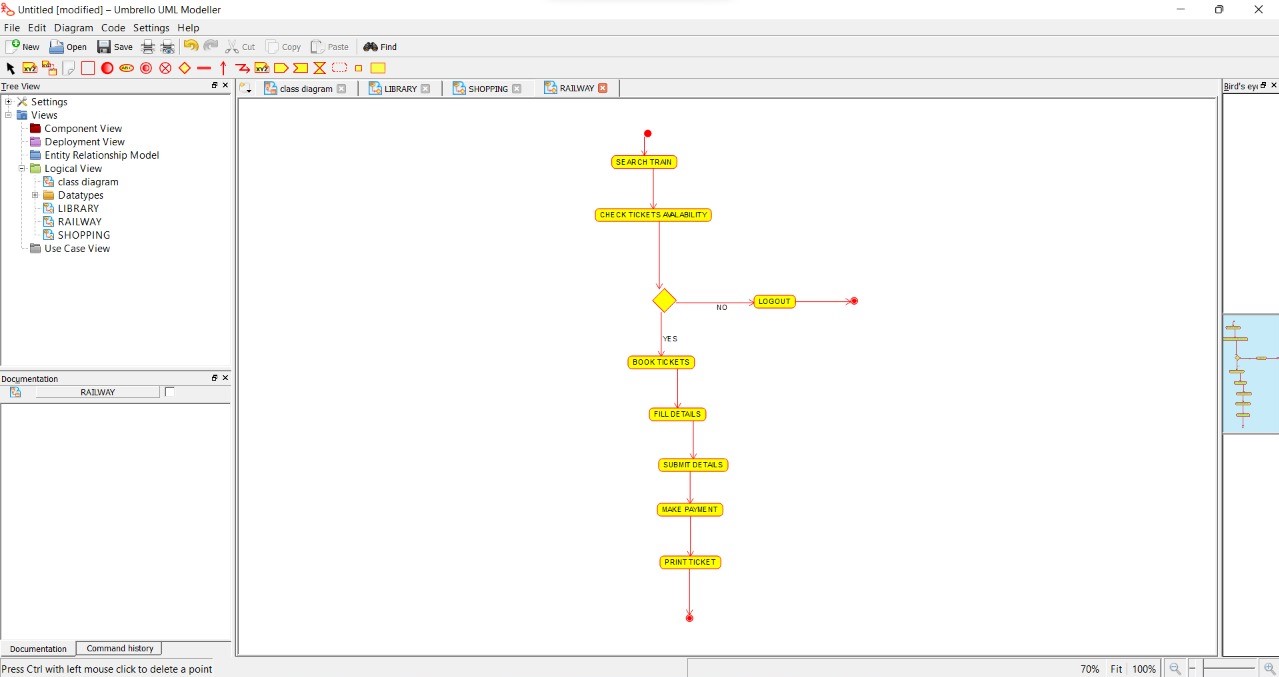 Untitled [modified] – Umbrello UML Modeller
File Edit Diagram Code Settings Help
New Open Save Cut Copy Paste Find
Tree View
class diagram LIBRARY SHOPPING RAILWAY
Bird's ey
Settings
Views
Component View
Deployment View
Entity Relationship Model
Logical View
class diagram
Datatypes
LIBRARY
RAILWAY
SHOPPING
Use Case View
Documentation
RAILWAY
Documentation Command history
SEARCH TRAIN
CHECK TICKETS AVALABILITY
NO
LOGOUT
YES
BOOK TICKETS
FILL DETAILS
SUBMIT DETAILS
MAKE PAYMENT
PRINT TICKET
Press Ctrl with left mouse click to delete a point
70% Fit 100%